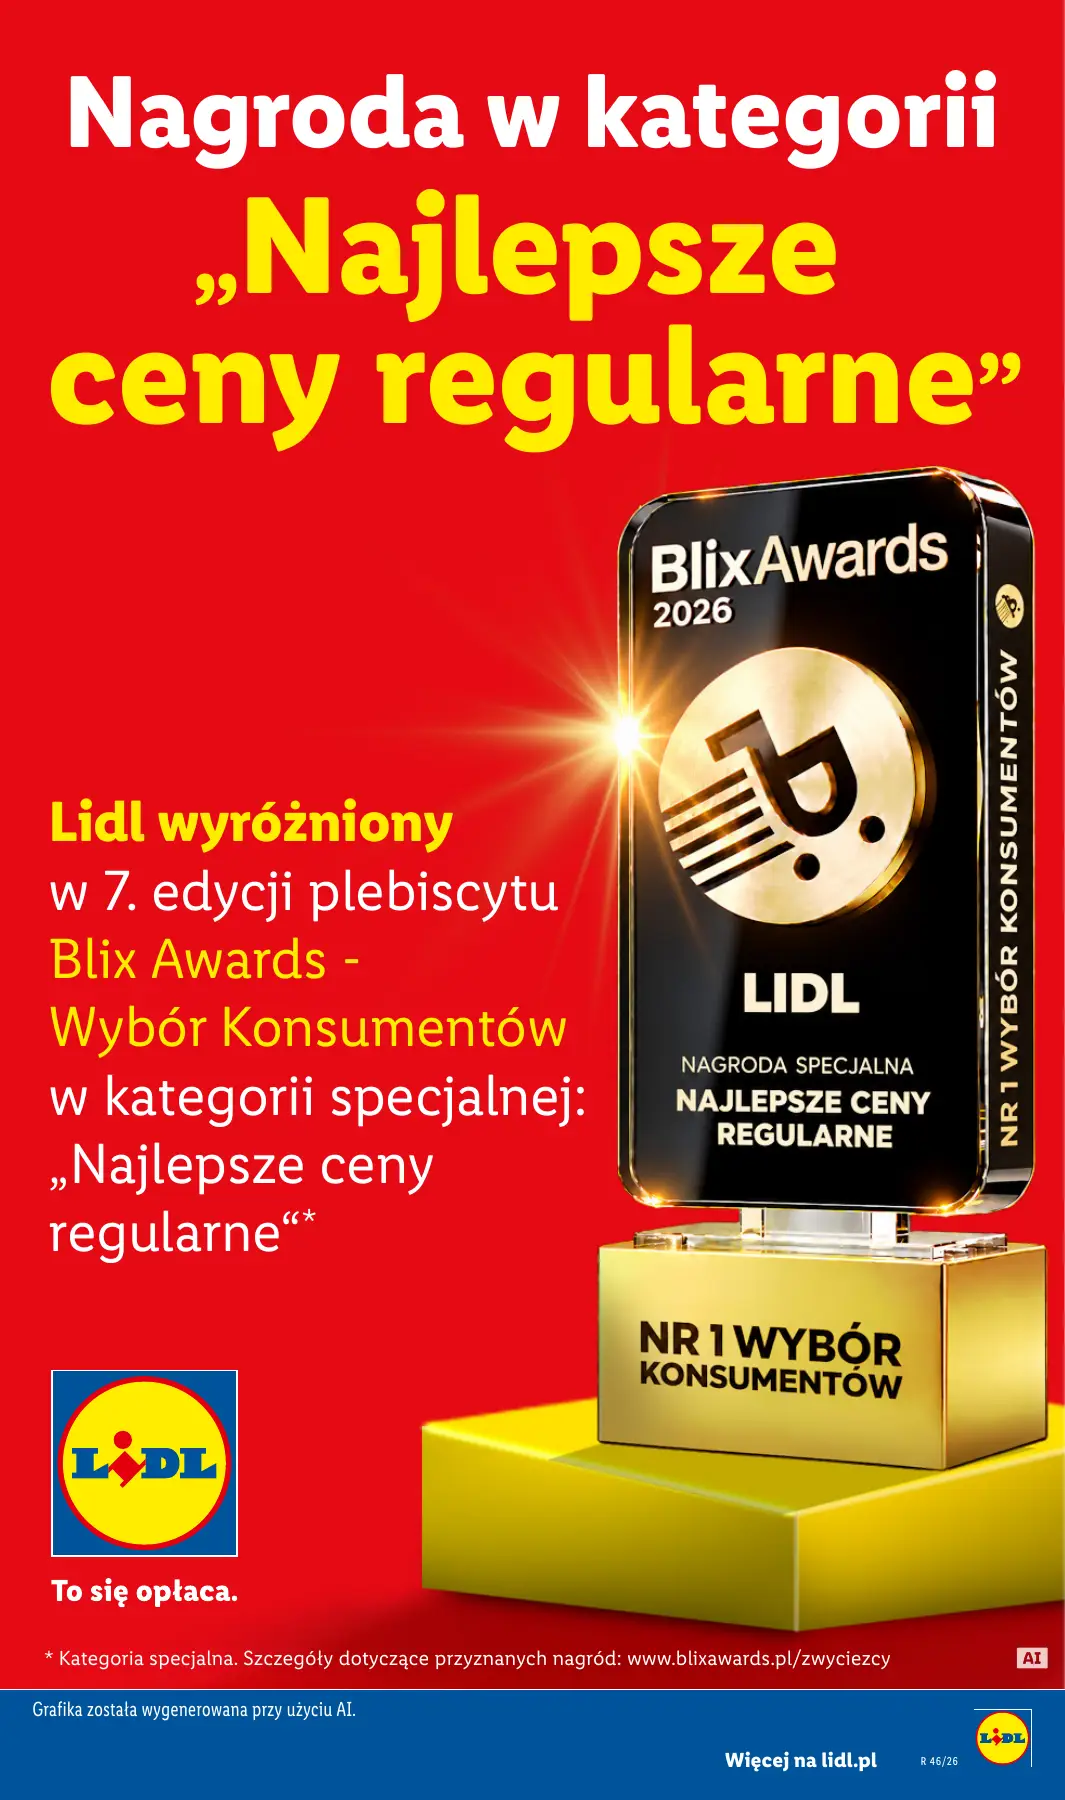 Nagroda w kategorii
„Najlepsze
ceny regularne”
BlixAwards
2026
LIDL
NAGRODA SPECJALNA
NAJLEPSZE CENY
REGULARNE
NR 1 WYBÓR KONSUMENTÓW
NR 1 WYBÓR
KONSUMENTÓW
Lidl wyróżniony
w 7. edycji plebiscytu
Blix Awards -
Wybór Konsumentów
w kategorii specjalnej:
„Najlepsze ceny
regularne“*
LIDL
To się opłaca.
* Kategoria specjalna. Szczegóły dotyczące przyznanych nagród: www.blixawards.pl/zwyciezcy
AI
Grafika została wygenerowana przy użyciu AI.
Więcej na lidl.pl
R 46/26
LIDL